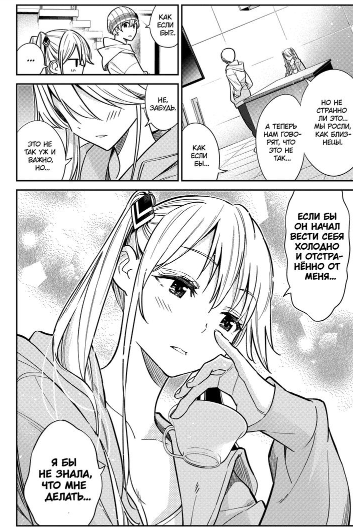 НО НЕ
СТРАННО
ЛИ ЭТО...
МЫ РОСЛИ,
КАК БЛИЗ-
НЕЦЫ.
А ТЕПЕРЬ
НАМ ГОВО-
РЯТ, ЧТО
ЭТО НЕ
ТАК...
КАК
ЕСЛИ
БЫ...
КАК
ЕСЛИ
БЫ?..
...
НЕ,
ЗАБУДЬ.
ЭТО НЕ
ТАК УЖ И
ВАЖНО,
НО...
ЕСЛИ БЫ
ОН НАЧАЛ
ВЕСТИ СЕБЯ
ХОЛОДНО
И ОТСТРА-
НЁННО ОТ
МЕНЯ...
Я БЫ
НЕ ЗНАЛА,
ЧТО МНЕ
ДЕЛАТЬ...